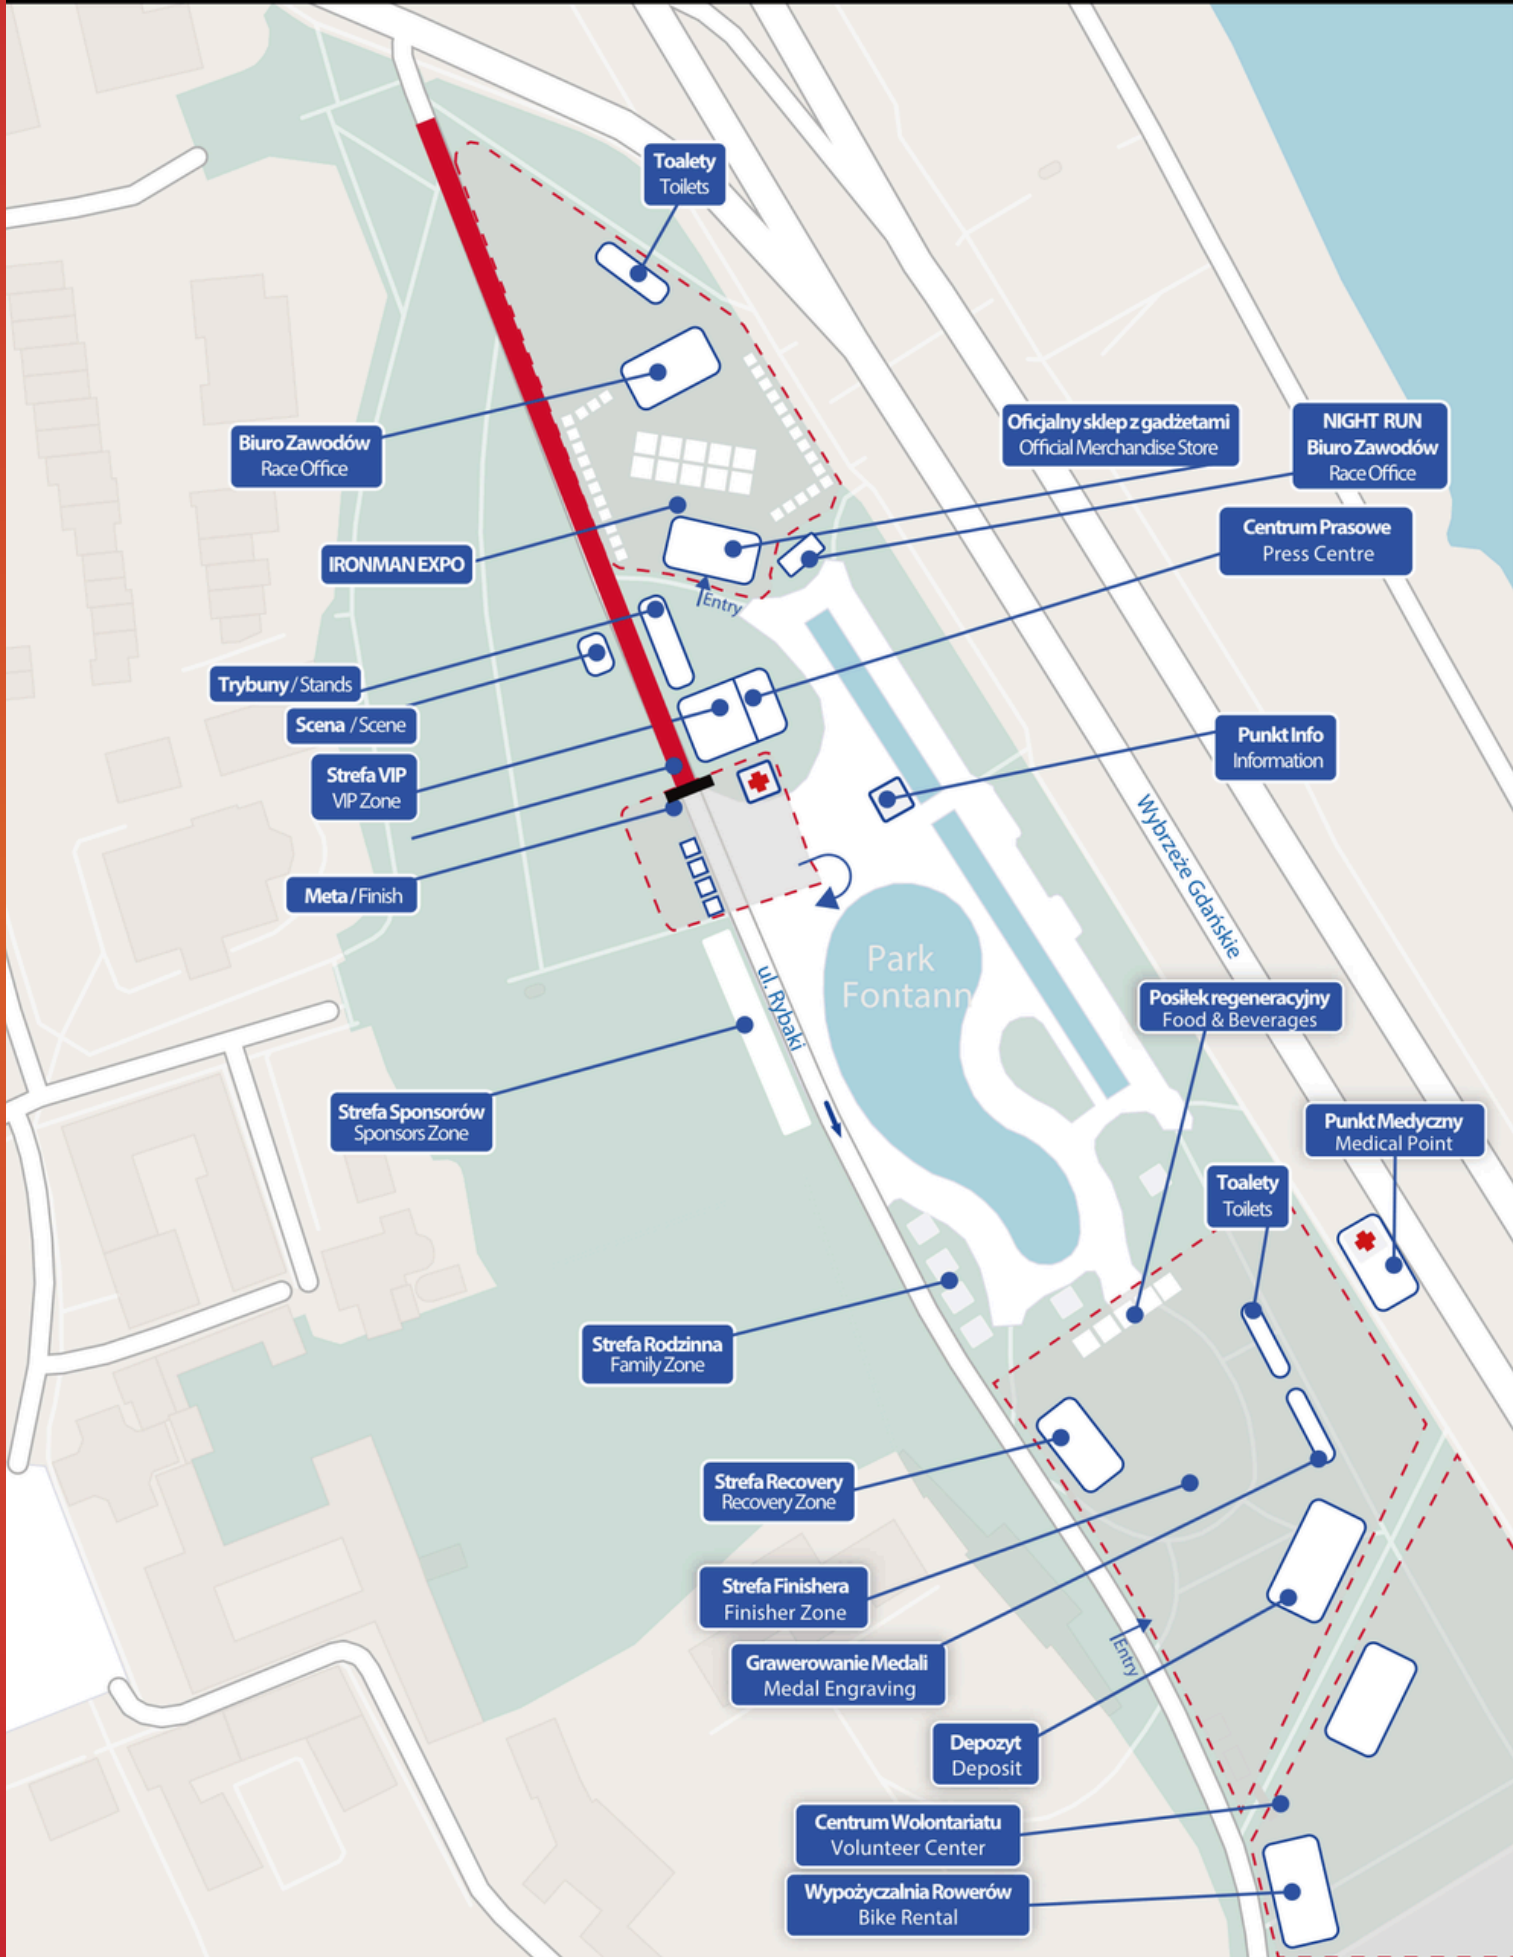 Toalety
Toilets
Oficjalny sklep z gadżetami
Official Merchandise Store
NIGHT RUN
Biuro Zawodów
Race Office
Biuro Zawodów
Race Office
Centrum Prasowe
Press Centre
IRONMAN EXPO
Entry
Trybuny / Stands
Scena / Scene
Punkt Info
Information
Strefa VIP
VIP Zone
Meta / Finish
Wybrzeże Gdańskie
Park
Fontann
ul. Rybaki
Posiłek regeneracyjny
Food & Beverages
Strefa Sponsorów
Sponsors Zone
Punkt Medyczny
Medical Point
Toalety
Toilets
Strefa Rodzinna
Family Zone
Strefa Recovery
Recovery Zone
Strefa Finishera
Finisher Zone
Entry
Grawerowanie Medali
Medal Engraving
Depozyt
Deposit
Centrum Wolontariatu
Volunteer Center
Wypożyczalnia Rowerów
Bike Rental